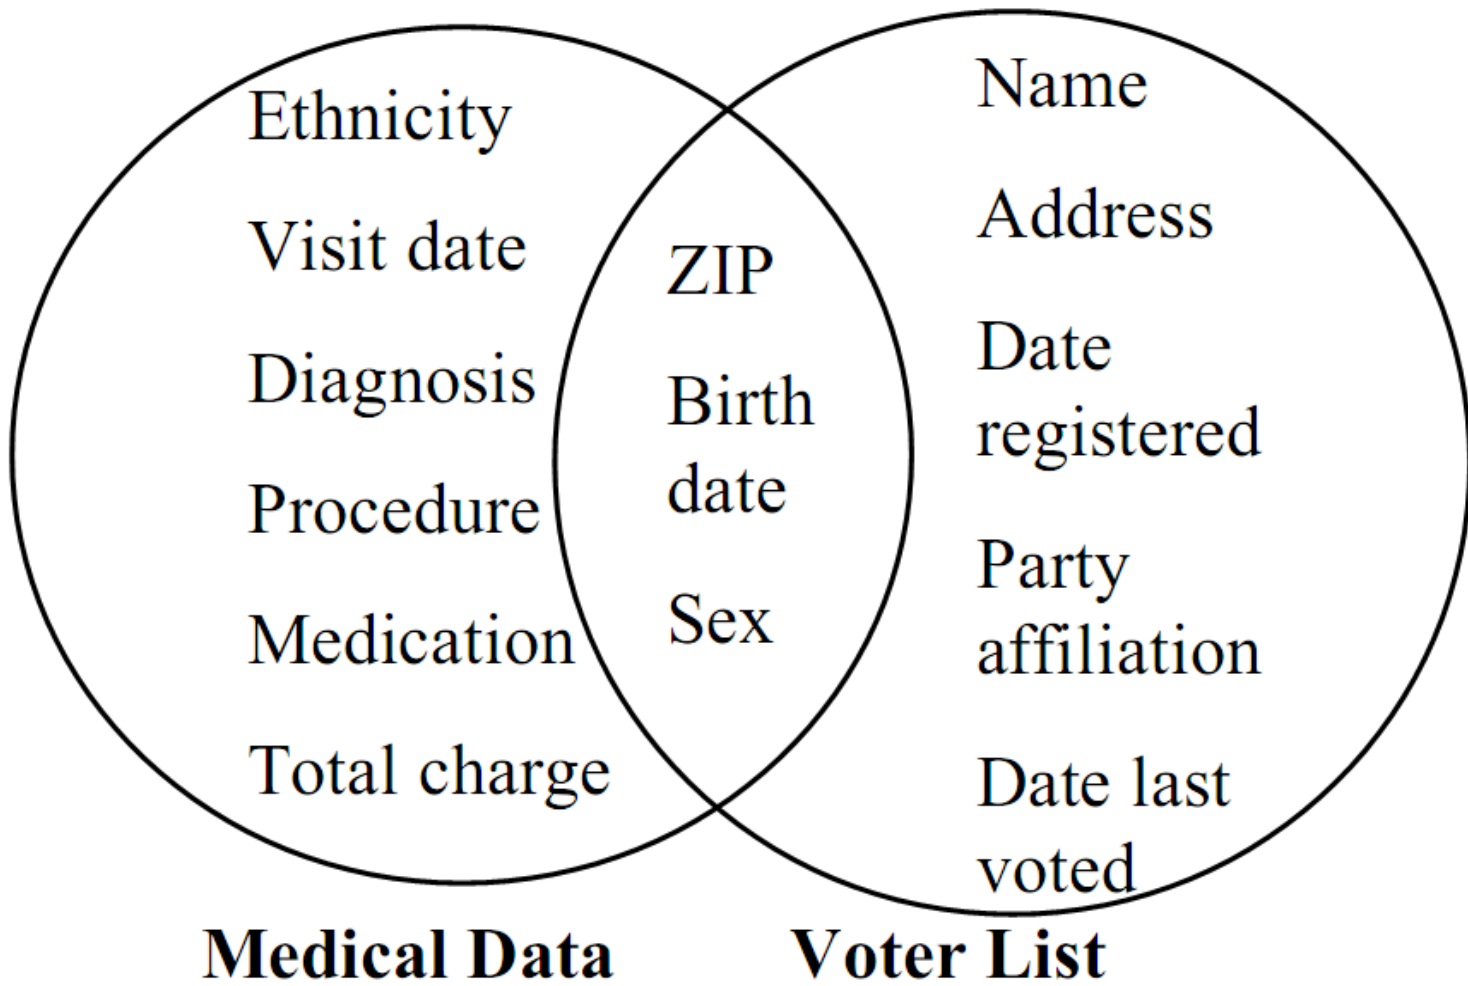 Ethnicity
Visit date
Diagnosis
Procedure
Medication
Total charge
ZIP
Birth
date
Sex
Name
Address
Date
registered
Party
affiliation
Date last
voted
Medical Data
Voter List